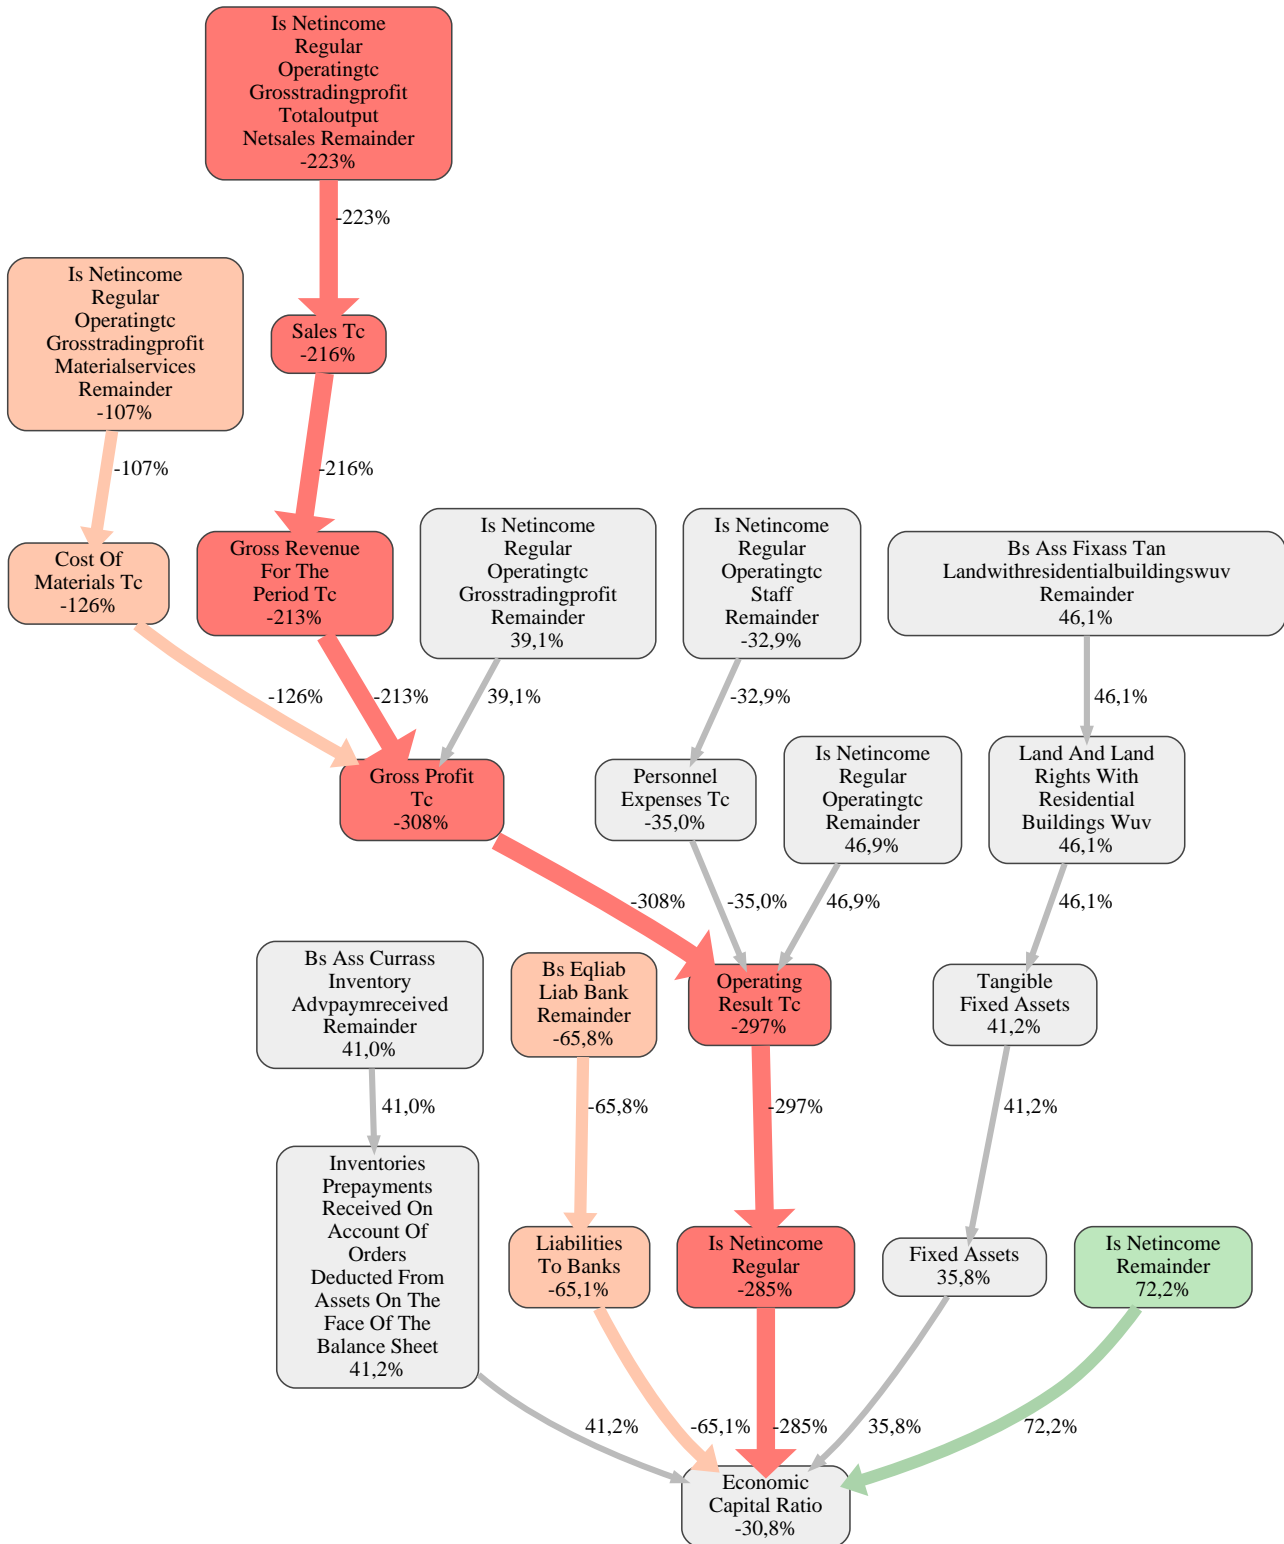 Is Netincome
Regular
Operatingtc
Grosstradingprofit
Totaloutput
Netsales Remainder
-223%
-223%
Is Netincome
Regular
Operatingtc
Grosstradingprofit
Materialservices
Remainder
-107%
Sales Tc
-216%
-107%
-216%
Cost Of
Materials Tc
-126%
Gross Revenue
For The
Period Tc
-213%
Is Netincome
Regular
Operatingtc
Grosstradingprofit
Remainder
39,1%
Is Netincome
Regular
Operatingtc
Staff
Remainder
-32,9%
Bs Ass Fixass Tan
Landwithresidentialbuildingswuv
Remainder
46,1%
-126%
-213%
39,1%
-32,9%
46,1%
Gross Profit
Tc
-308%
Personnel
Expenses Tc
-35,0%
Is Netincome
Regular
Operatingtc
Remainder
46,9%
Land And Land
Rights With
Residential
Buildings Wuv
46,1%
-308%
-35,0%
46,9%
46,1%
Bs Ass Currass
Inventory
Advpaymreceived
Remainder
41,0%
Bs Eqliab
Liab Bank
Remainder
-65,8%
Operating
Result Tc
-297%
Tangible
Fixed Assets
41,2%
41,0%
-65,8%
-297%
41,2%
Inventories
Prepayments
Received On
Account Of
Orders
Deducted From
Assets On The
Face Of The
Balance Sheet
41,2%
Liabilities
To Banks
-65,1%
Is Netincome
Regular
-285%
Fixed Assets
35,8%
Is Netincome
Remainder
72,2%
41,2%
-65,1%
-285%
35,8%
72,2%
Economic
Capital Ratio
-30,8%